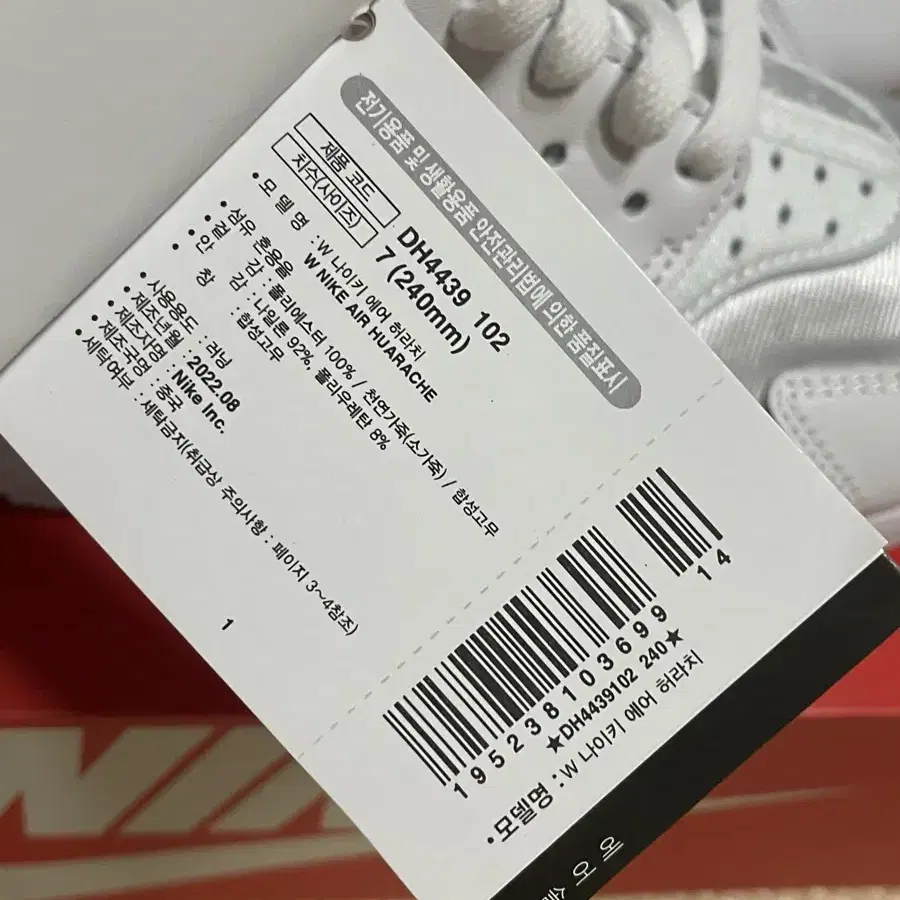 전기용품 및 생활용품 안전관리법에 의한 품질표시
제품 코드 DH4439 102
치수(사이즈) 7 (240mm)
•모 델 명 : W 나이키 에어 허라치
W NIKE AIR HUARACHE
•섬유 혼용율
•겉 감 : 폴리에스터 100% / 천연가죽(소가죽) / 합성고무
•안 감 : 나일론 92%, 폴리우레탄 8%
•창 : 합성고무
•사용용도 : 러닝
•제조년월 : 2022.08
•제조자명 : Nike Inc.
•제조국명 : 중국
•세탁여부 : 세탁금지(취급상 주의사항 : 페이지 3~4참조)
1
195238103699 14
★DH4439102 240★
•모델명 : W 나이키 에어 허라치